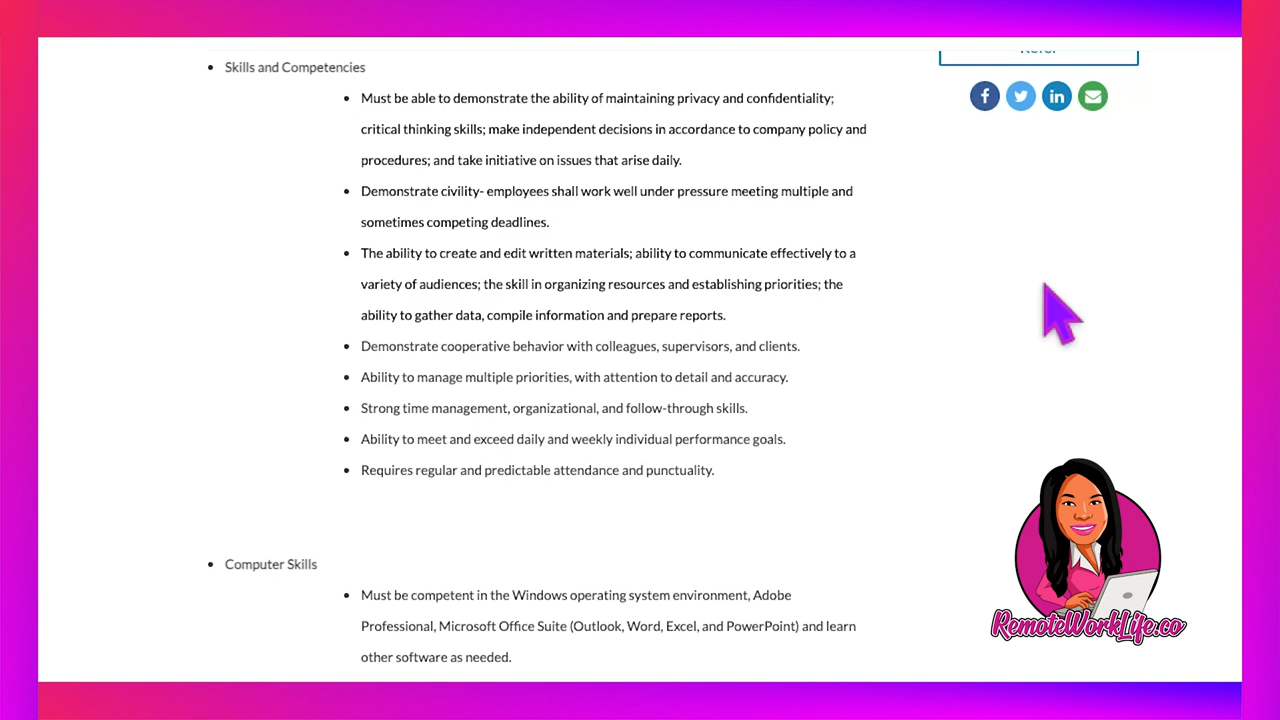 Refer
Skills and Competencies
Must be able to demonstrate the ability of maintaining privacy and confidentiality;
critical thinking skills; make independent decisions in accordance to company policy and
procedures; and take initiative on issues that arise daily.
Demonstrate civility- employees shall work well under pressure meeting multiple and
sometimes competing deadlines.
The ability to create and edit written materials; ability to communicate effectively to a
variety of audiences; the skill in organizing resources and establishing priorities; the
ability to gather data, compile information and prepare reports.
Demonstrate cooperative behavior with colleagues, supervisors, and clients.
Ability to manage multiple priorities, with attention to detail and accuracy.
Strong time management, organizational, and follow-through skills.
Ability to meet and exceed daily and weekly individual performance goals.
Requires regular and predictable attendance and punctuality.
Computer Skills
Must be competent in the Windows operating system environment, Adobe
Professional, Microsoft Office Suite (Outlook, Word, Excel, and PowerPoint) and learn
other software as needed.
RemoteWorkLife.co